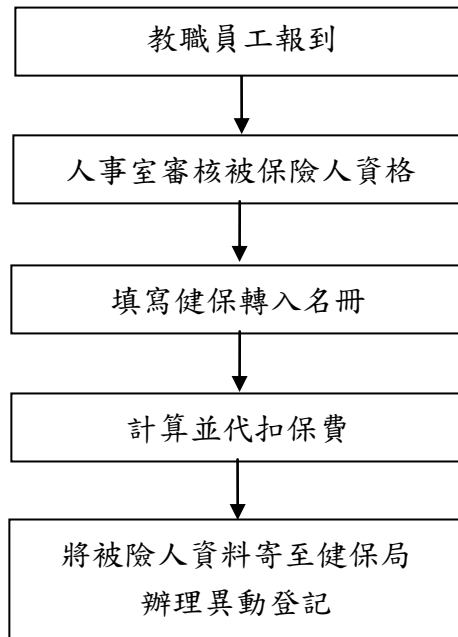 教職員工報到
人事室審核被保險人資格
填寫健保轉入名冊
計算並代扣保費
將被險人資料寄至健保局
辦理異動登記